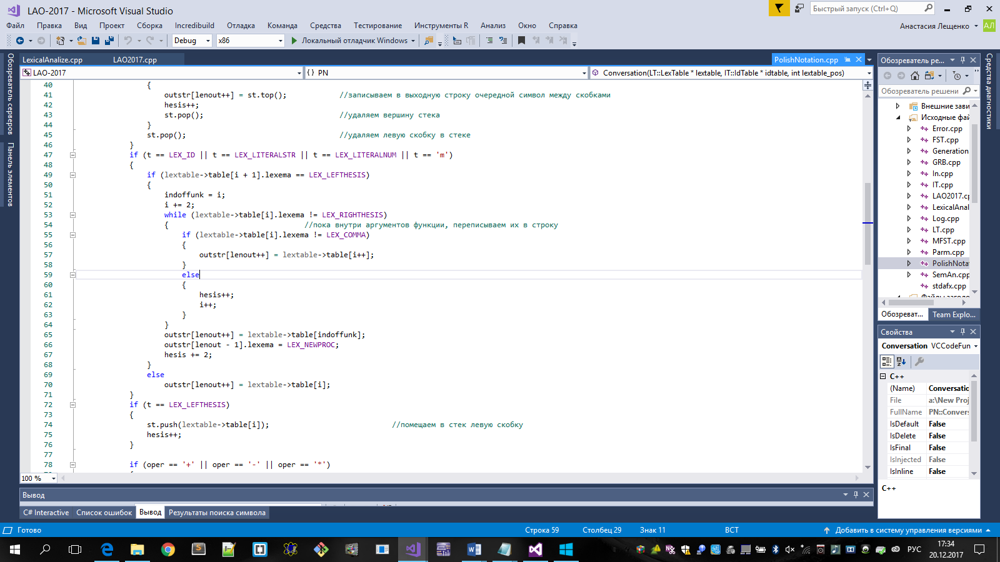 LAO-2017 - Microsoft Visual Studio
Быстрый запуск (Ctrl+Q)
Файл Правка Вид Проект Сборка Incredibuild Отладка Команда Средства Тестирование Инструменты R Анализ Окно Справка
Анастасия Лещенко АЛ
Debug x86 Локальный отладчик Windows
Обозреватель серверов
Панель элементов
LexicalAnalize.cpp LAO2017.cpp PolishNotation.cpp
LAO-2017 {} PN Conversation(LT::LexTable * lextable, IT::IdTable * idtable, int lextable_pos)
40 {
41 outstr[lenout++] = st.top(); //записываем в выходную строку очередной символ между скобками
42 hesis++;
43 st.pop(); //удаляем вершину стека
44 }
45 st.pop(); //удаляем левую скобку в стеке
46 }
47 if (t == LEX_ID || t == LEX_LITERALSTR || t == LEX_LITERALNUM || t == 'm')
48 {
49 if (lextable->table[i + 1].lexema == LEX_LEFTHESIS)
50 {
51 indoffunk = i;
52 i += 2;
53 while (lextable->table[i].lexema != LEX_RIGHTHESIS)
54 { //пока внутри аргументов функции, переписываем их в строку
55 if (lextable->table[i].lexema != LEX_COMMA)
56 {
57 outstr[lenout++] = lextable->table[i++];
58 }
59 else
60 {
61 hesis++;
62 i++;
63 }
64 }
65 outstr[lenout++] = lextable->table[indoffunk];
66 outstr[lenout - 1].lexema = LEX_NEWPROC;
67 hesis += 2;
68 }
69 else
70 outstr[lenout++] = lextable->table[i];
71 }
72 if (t == LEX_LEFTHESIS)
73 {
74 st.push(lextable->table[i]); //помещаем в стек левую скобку
75 hesis++;
76 }
77
78 if (oper == '+' || oper == '-' || oper == '*')
100 %
Обозреватель ре...
Обозреватель решени
Внешние зави
Исходные фай
Error.cpp
FST.cpp
Generation
GRB.cpp
In.cpp
IT.cpp
LAO2017.cp
LexicalAnal
Log.cpp
LT.cpp
MFST.cpp
Parm.cpp
PolishNotat
SemAn.cpp
stdafx.cpp
Обозреват... Team Explo...
Средства диагностики
Свойства
Conversation VCCodeFun
C++
(Name) Conversatio
File a:\New Proj
FullName PN::Convers
IsDefault False
IsDelete False
IsFinal False
IsInjected False
IsInline False
C++
Вывод
C# Interactive Список ошибок Вывод Результаты поиска символа
Готово Строка 59 Столбец 29 Знак 11 ВСТ Добавить в систему управления версиями
РУС 17:34
20.12.2017